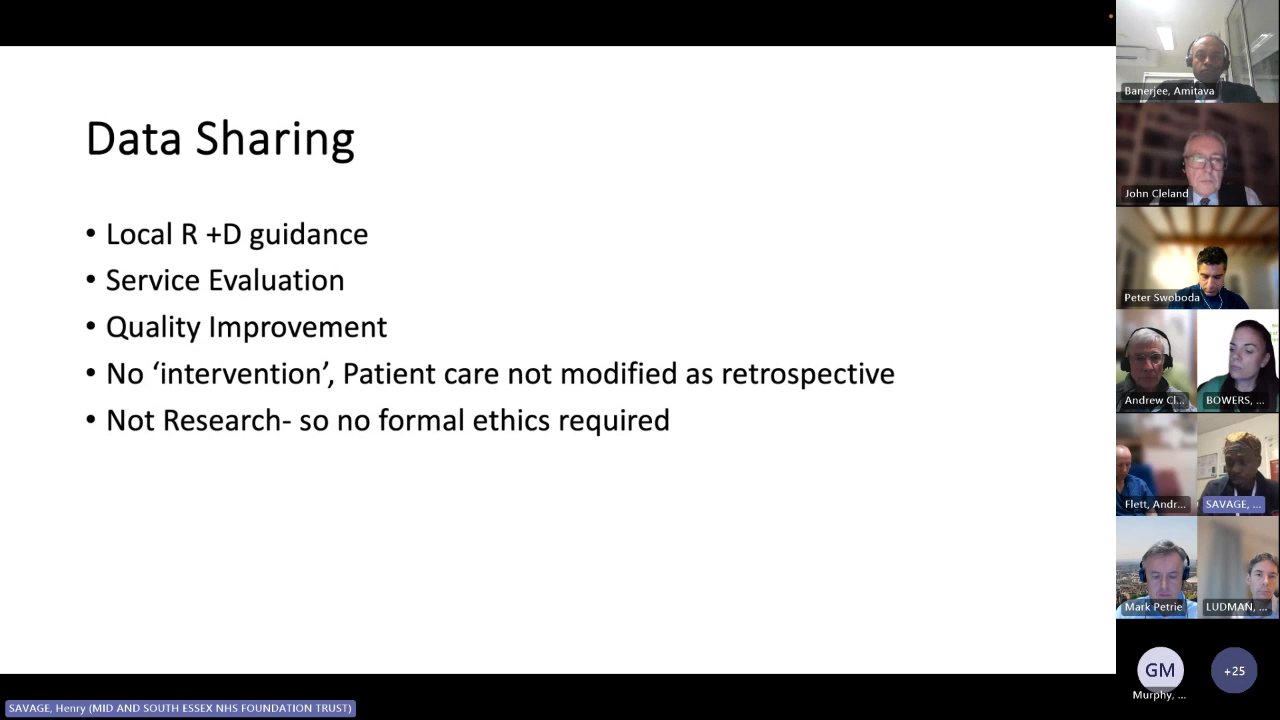 Data Sharing
• Local R +D guidance
• Service Evaluation
• Quality Improvement
• No ‘intervention’, Patient care not modified as retrospective
• Not Research- so no formal ethics required
Banerjee, Amitava
John Cleland
Peter Swoboda
Andrew Cl...
BOWERS, ...
Flett, Andr...
SAVAGE, ...
Mark Petrie
LUDMAN, ...
GM
Murphy, ...
+25
SAVAGE, Henry (MID AND SOUTH ESSEX NHS FOUNDATION TRUST)